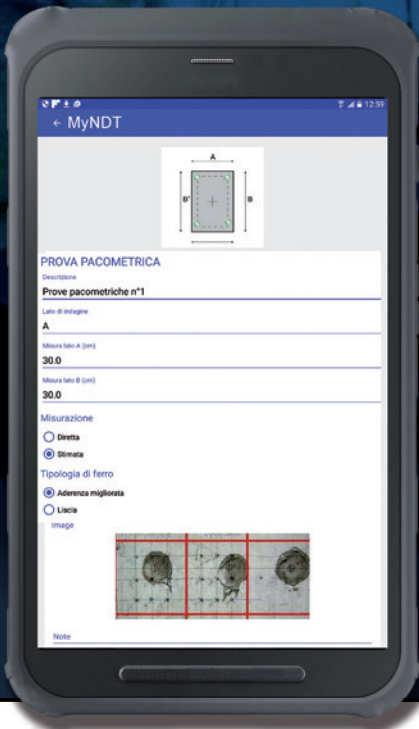 12:59
← MyNDT
A
B'
B
PROVA PACOMETRICA
Descrizione
Prove pacometriche n°1
Lato di indagine
A
Misura lato A (cm)
30.0
Misura lato B (cm)
30.0
Misurazione
Diretta
Stimata
Tipologia di ferro
Aderenza migliorata
Liscia
Image
Note